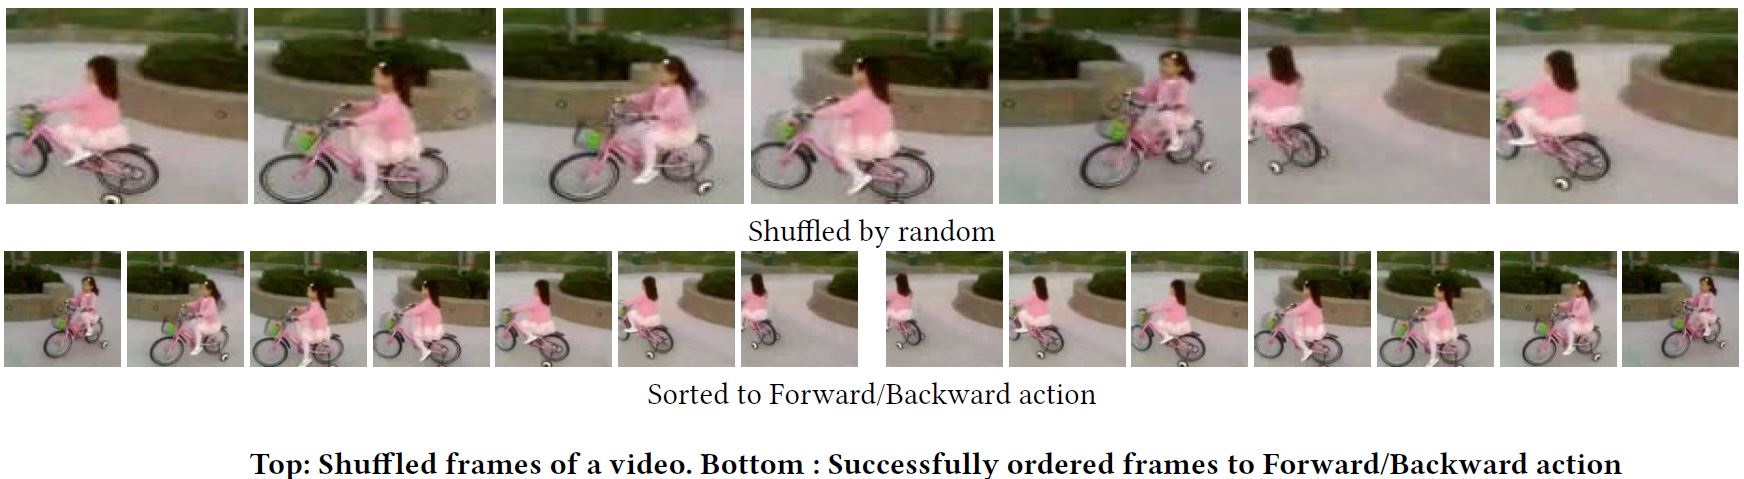 Shuffled by random
Sorted to Forward/Backward action
Top: Shuffled frames of a video. Bottom : Successfully ordered frames to Forward/Backward action